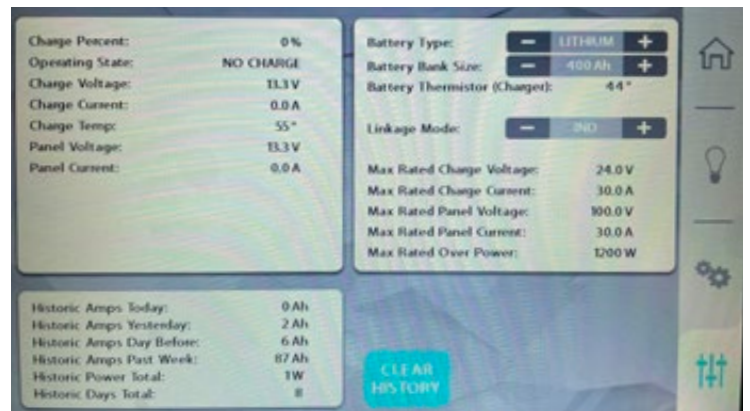 Charge Percent: 0%
Operating State: NO CHARGE
Charge Voltage: 13.3 V
Charge Current: 0.0 A
Charge Temp: 55°
Panel Voltage: 13.3 V
Panel Current: 0.0 A
Battery Type: − LITHIUM +
Battery Bank Size: − 400 Ah +
Battery Thermistor (Charger): 44°
Linkage Mode: − IND +
Max Rated Charge Voltage: 24.0 V
Max Rated Charge Current: 30.0 A
Max Rated Panel Voltage: 100.0 V
Max Rated Panel Current: 30.0 A
Max Rated Over Power: 1200 W
Historic Amps Today: 0 Ah
Historic Amps Yesterday: 2 Ah
Historic Amps Day Before: 6 Ah
Historic Amps Past Week: 87 Ah
Historic Power Total: 1 W
Historic Days Total:
CLEAR
HISTORY